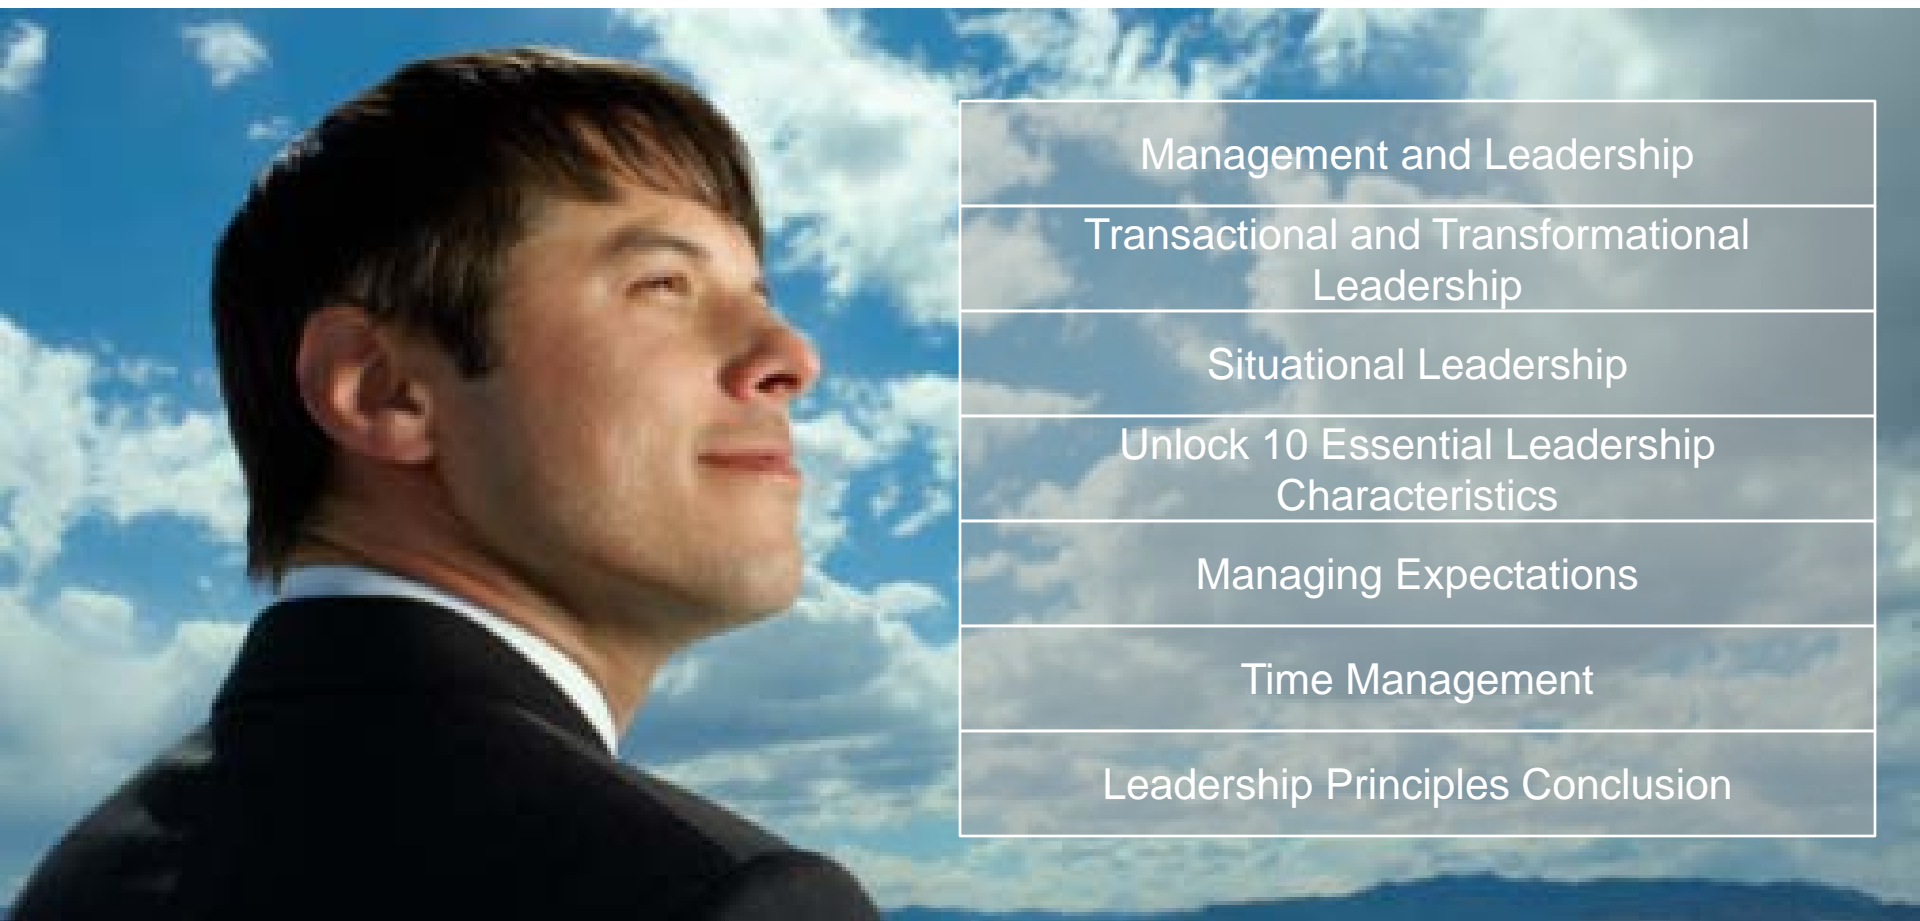 Management and Leadership
Transactional and Transformational
Leadership
Situational Leadership
Unlock 10 Essential Leadership
Characteristics
Managing Expectations
Time Management
Leadership Principles Conclusion